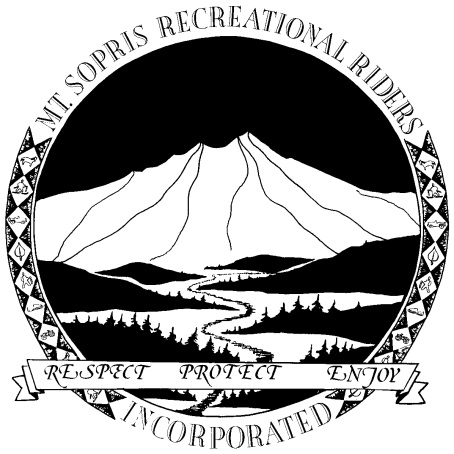 MT. SOPRIS RECREATIONAL RIDERS
RESPECT PROTECT ENJOY
INCORPORATED